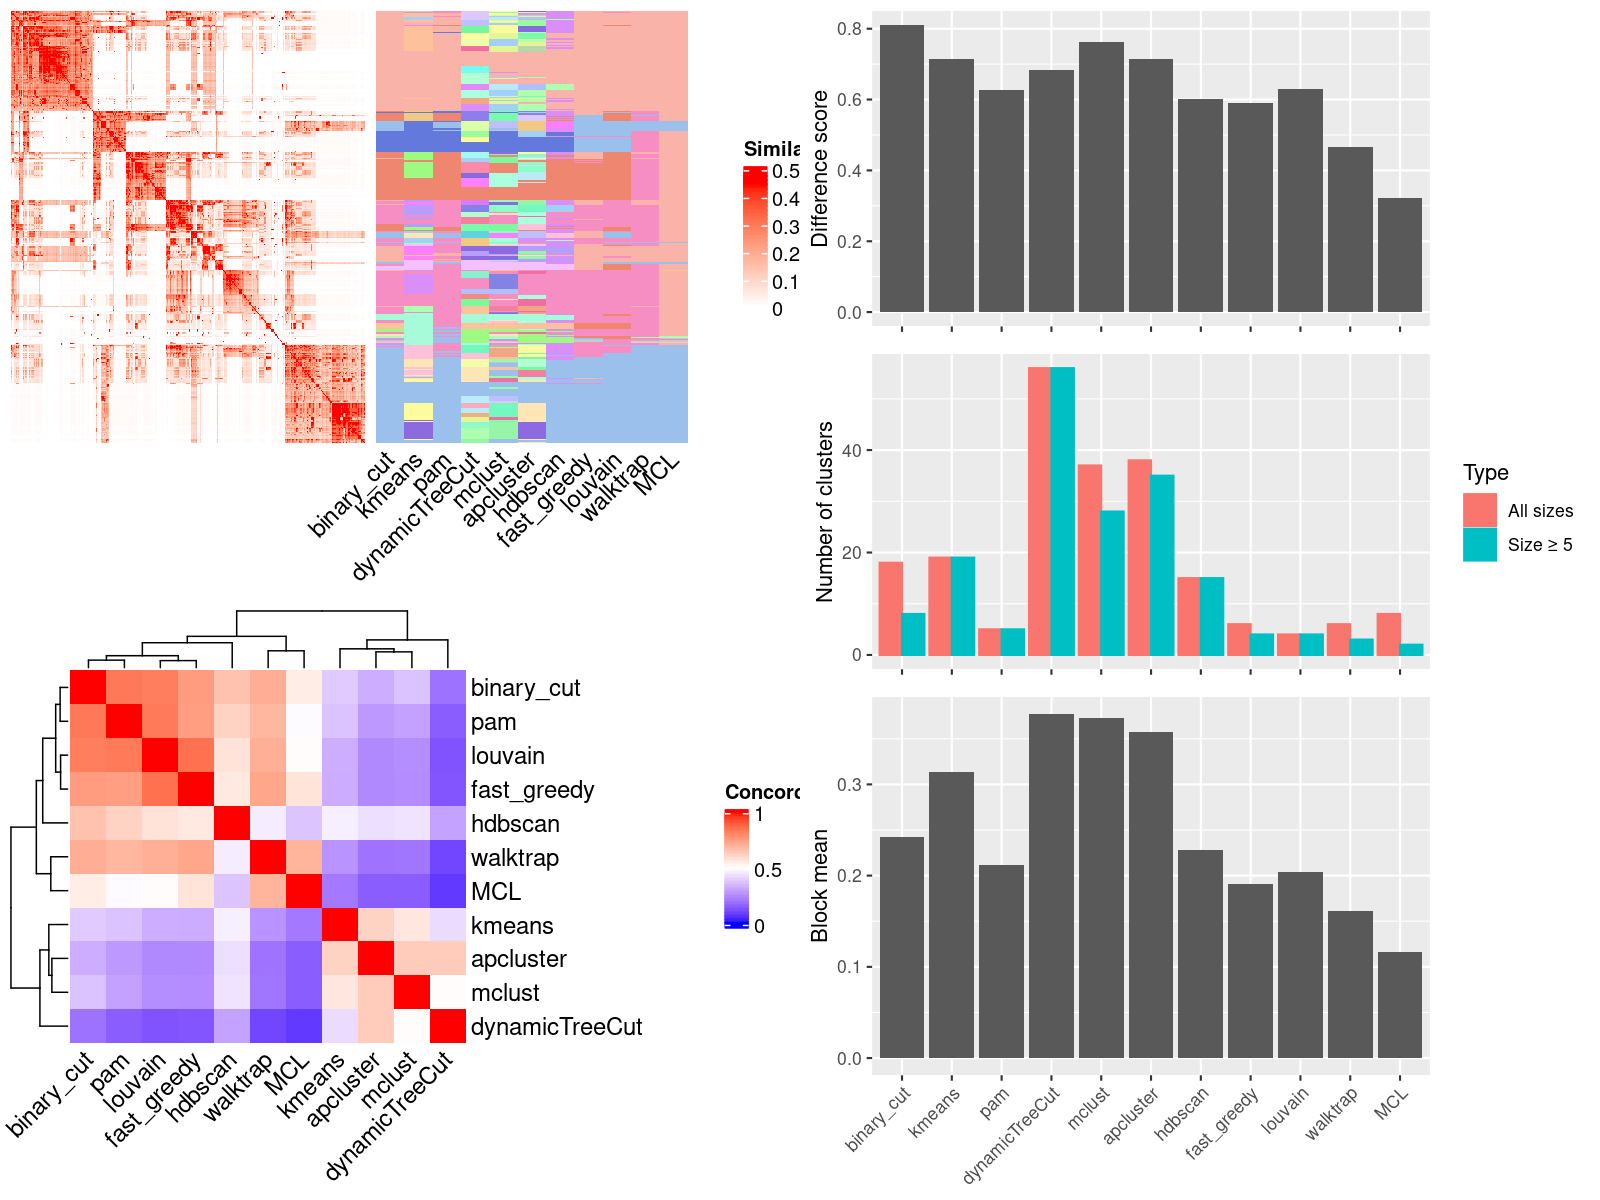 Simila
0.5
0.4
0.3
0.2
0.1
0
binary_cut
kmeans
pam
dynamicTreeCut
mclust
apcluster
hdbscan
fast_greedy
louvain
walktrap
MCL
Difference score
0.8
0.6
0.4
0.2
0.0
Number of clusters
40
20
0
Type
All sizes
Size ≥ 5
binary_cut
pam
louvain
fast_greedy
hdbscan
walktrap
MCL
kmeans
apcluster
mclust
dynamicTreeCut
binary_cut
pam
louvain
fast_greedy
hdbscan
walktrap
MCL
kmeans
apcluster
mclust
dynamicTreeCut
Concord
1
0.5
0
Block mean
0.3
0.2
0.1
0.0
binary_cut
kmeans
pam
dynamicTreeCut
mclust
apcluster
hdbscan
fast_greedy
louvain
walktrap
MCL